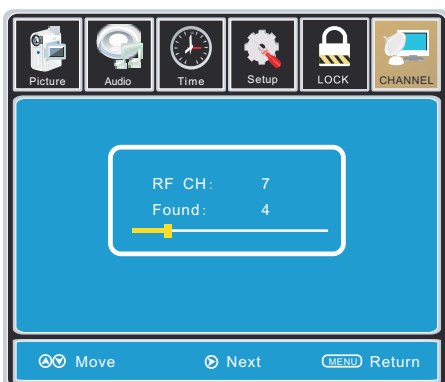 Picture Audio Time Setup LOCK CHANNEL
RF CH: 7
Found: 4
Move Next MENU Return